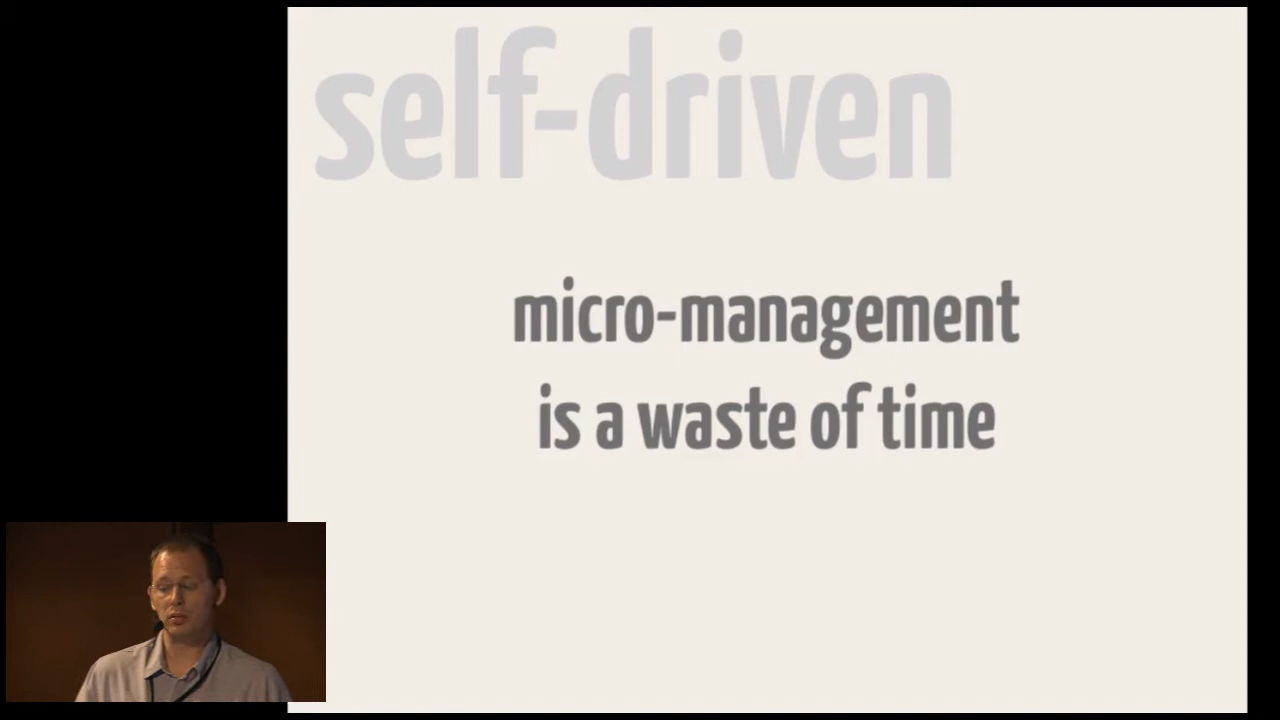 self-driven
micro-management
is a waste of time